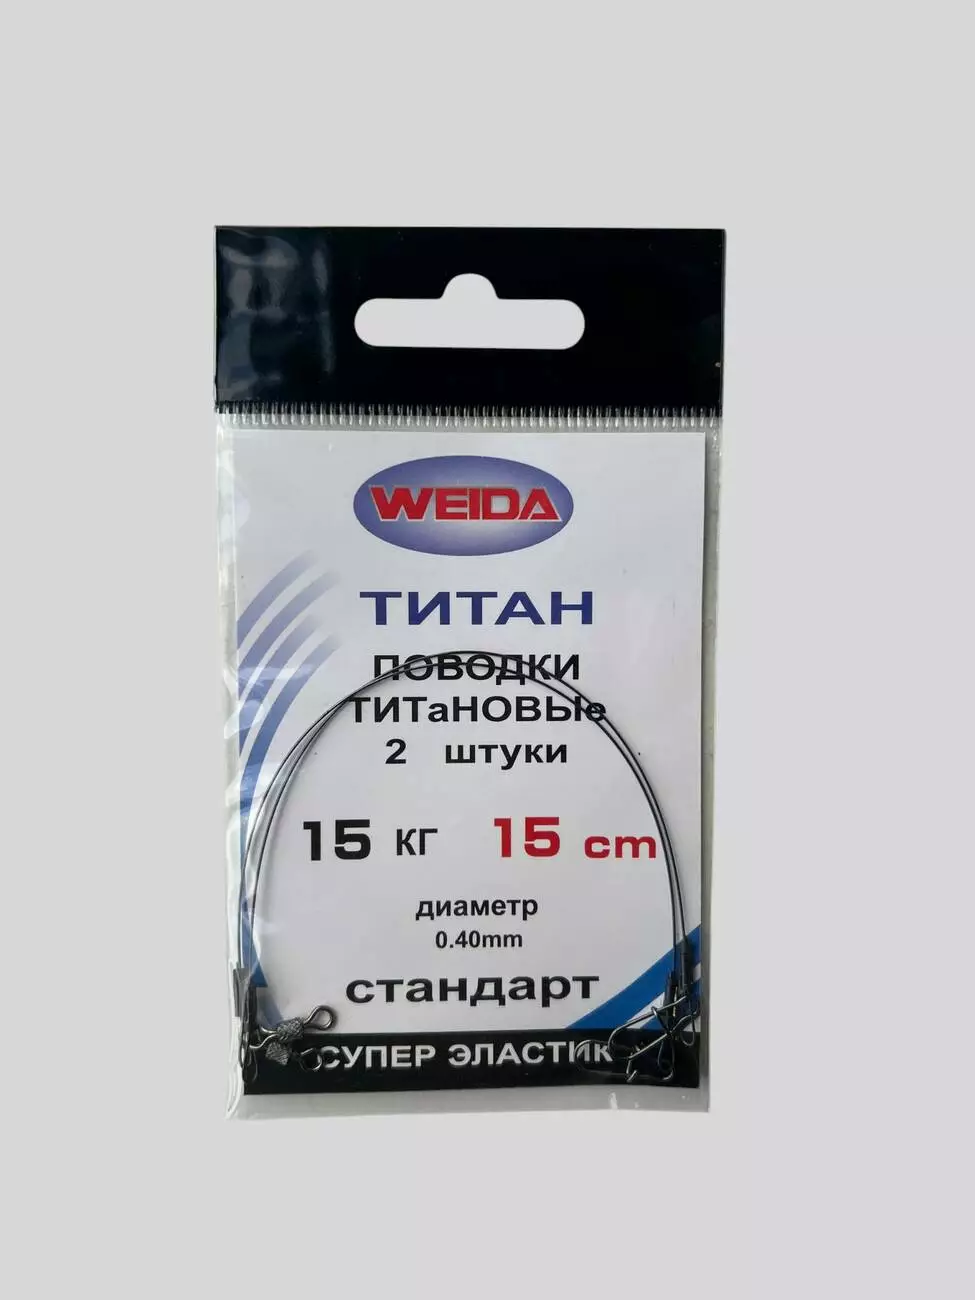 WEIDA
ТИТАН
ПОВОДКИ
ТИТаНОВЫе
2 штуки
15 кг 15 cm
диаметр
0.40mm
стандарт
СУПЕР ЭЛАСТИК